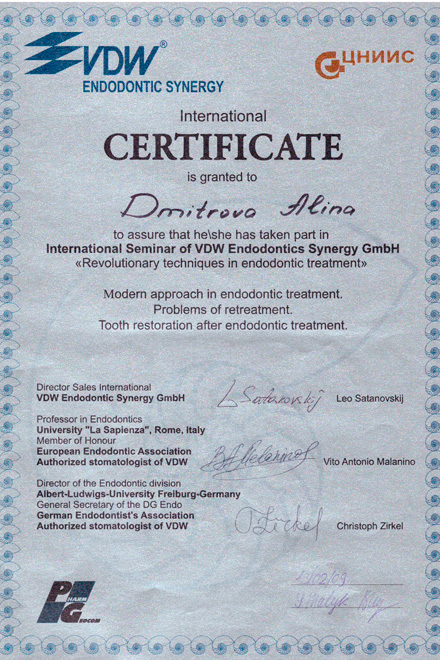 VDW®
ENDODONTIC SYNERGY
ЦНИИС
International
CERTIFICATE
is granted to
Dmitrova Alina
to assure that he\she has taken part in
International Seminar of VDW Endodontics Synergy GmbH
«Revolutionary techniques in endodontic treatment»
Modern approach in endodontic treatment.
Problems of retreatment.
Tooth restoration after endodontic treatment.
Director Sales International
VDW Endodontic Synergy GmbH
L Satanovskij
Leo Satanovskij
Professor in Endodontics
University "La Sapienza", Rome, Italy
Member of Honour
European Endodontic Association
Authorized stomatologist of VDW
Vito Antonio Malanino
Director of the Endodontic division
Albert-Ludwigs-University Freiburg-Germany
General Secretary of the DG Endo
German Endodontist's Association
Authorized stomatologist of VDW
Zirkel
Christoph Zirkel
PHARM
GEOCOM